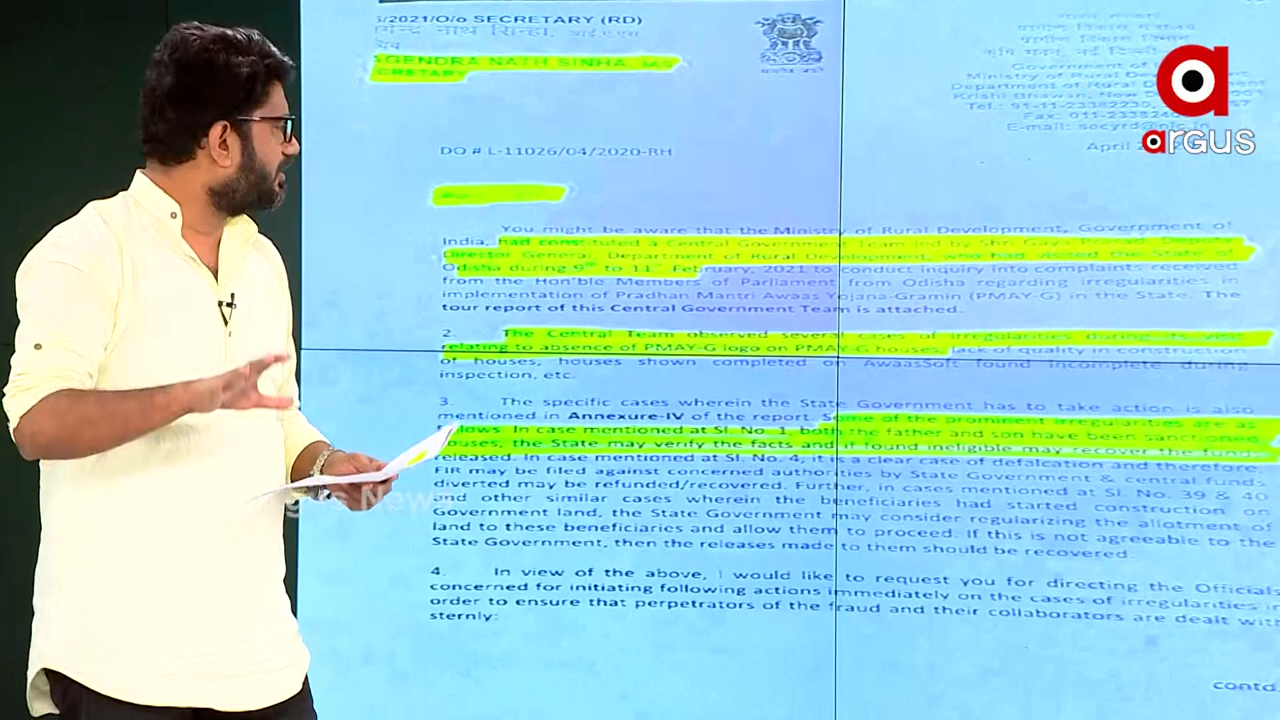 /2021/O/o SECRETARY (RD)
नाथ सिन्हा, आई.ए.एस
AGENDRA NATH SINHA, IAS
CRETARY
Government of
Ministry of Rural
Department of Rural
Krishi Bhawan, New
Tel.: 91-11-23382230,
Fax: 011-233824
E-mail: secyrd@nic.in
April 2
argus
DO # L-11026/04/2020-RH
You might be aware that the Ministry of Rural Development, Government of
India, had constituted a Central Government Team led by Shri Gaya
Director General, Department of Rural Development, who had visited the State of
Odisha during 9th to 11th February, 2021 to conduct inquiry into complaints received
from the Hon'ble Members of Parliament from Odisha regarding irregularities in
implementation of Pradhan Mantri Awaas Yojana-Gramin (PMAY-G) in the State. The
tour report of this Central Government Team is attached.
2. The Central Team observed several cases of irregularities during its visit
relating to absence of PMAY-G logo on PMAY-G houses, lack of quality in construction
of houses, houses shown completed on AwaasSoft found incomplete during
inspection, etc.
3. The specific cases wherein the State Government has to take action is also
mentioned in Annexure-IV of the report. Some of the prominent irregularities are as
follows. In case mentioned at Sl. No. 1, both the father and son have been sanctioned
houses, the State may verify the facts and if found ineligible may recover the funds
released. In case mentioned at Sl. No. 4, it is a clear case of defalcation and therefore,
FIR may be filed against concerned authorities by State Government & central funds
diverted may be refunded/recovered. Further, in cases mentioned at Sl. No. 39 & 40
and other similar cases wherein the beneficiaries had started construction on
Government land, the State Government may consider regularizing the allotment of
land to these beneficiaries and allow them to proceed. If this is not agreeable to the
State Government, then the releases made to them should be recovered.
4. In view of the above, I would like to request you for directing the Officials
concerned for initiating following actions immediately on the cases of irregularities in
order to ensure that perpetrators of the fraud and their collaborators are dealt with
sternly:
contd.
Argus News